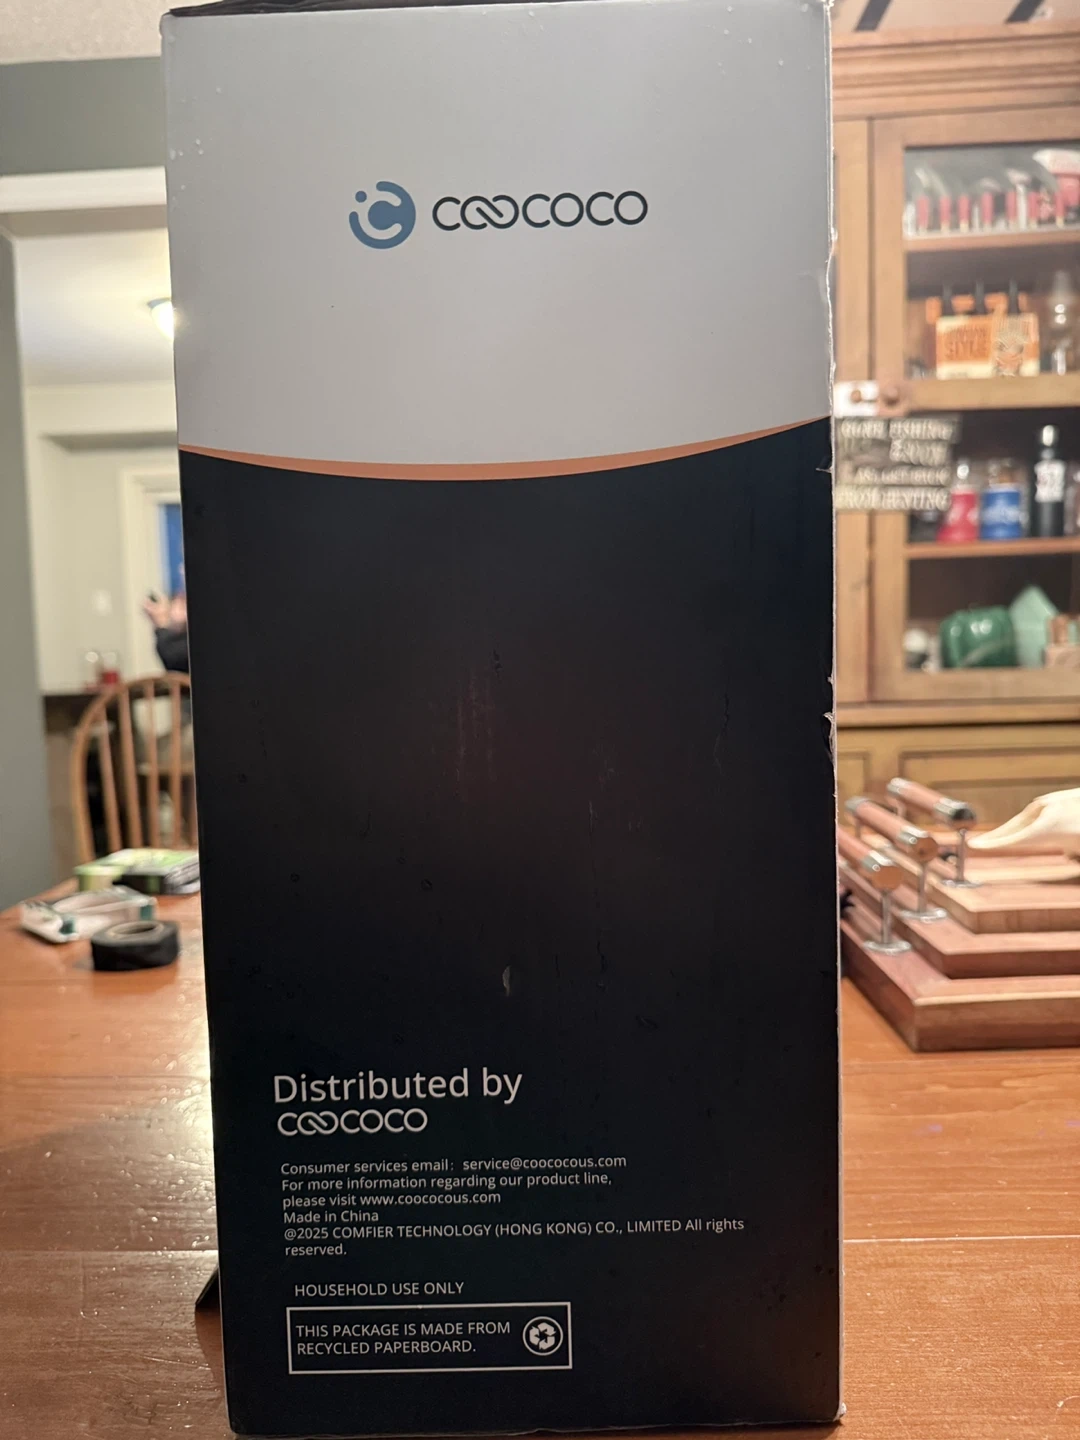 COOCOCO
Distributed by
COOCOCO
Consumer services email: service@coococous.com
For more information regarding our product line,
please visit www.coococous.com
Made in China
@2025 COMFIER TECHNOLOGY (HONG KONG) CO., LIMITED All rights
reserved.
HOUSEHOLD USE ONLY
THIS PACKAGE IS MADE FROM
RECYCLED PAPERBOARD.
STYLE